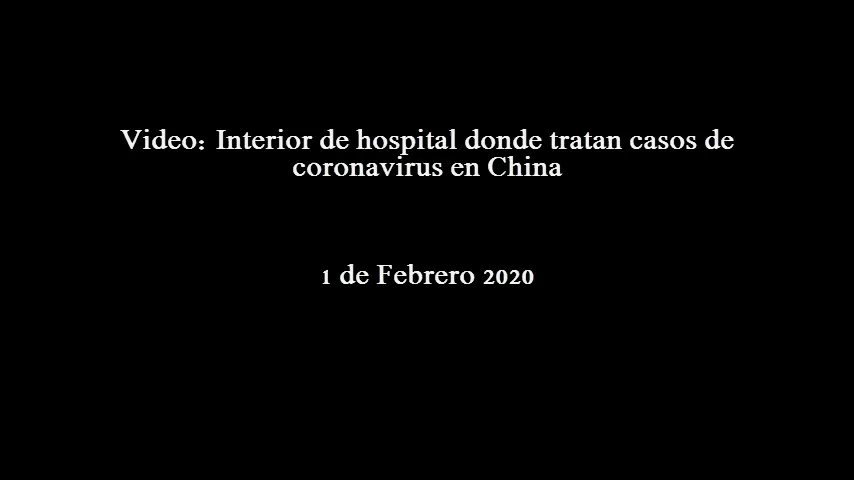 Video: Interior de hospital donde tratan casos de
coronavirus en China
1 de Febrero 2020